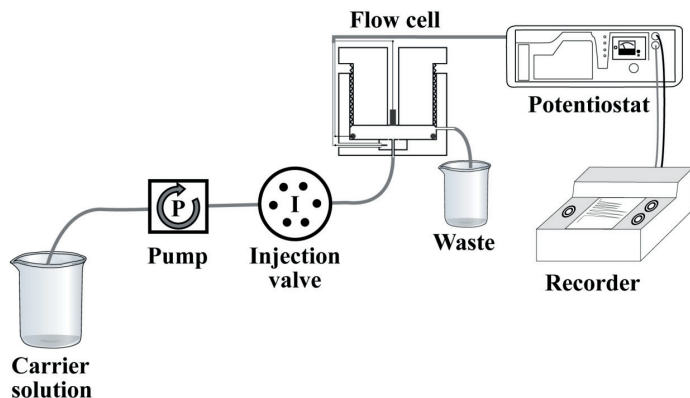 Flow cell
Potentiostat
P
I
Pump
Injection
valve
Waste
Recorder
Carrier
solution